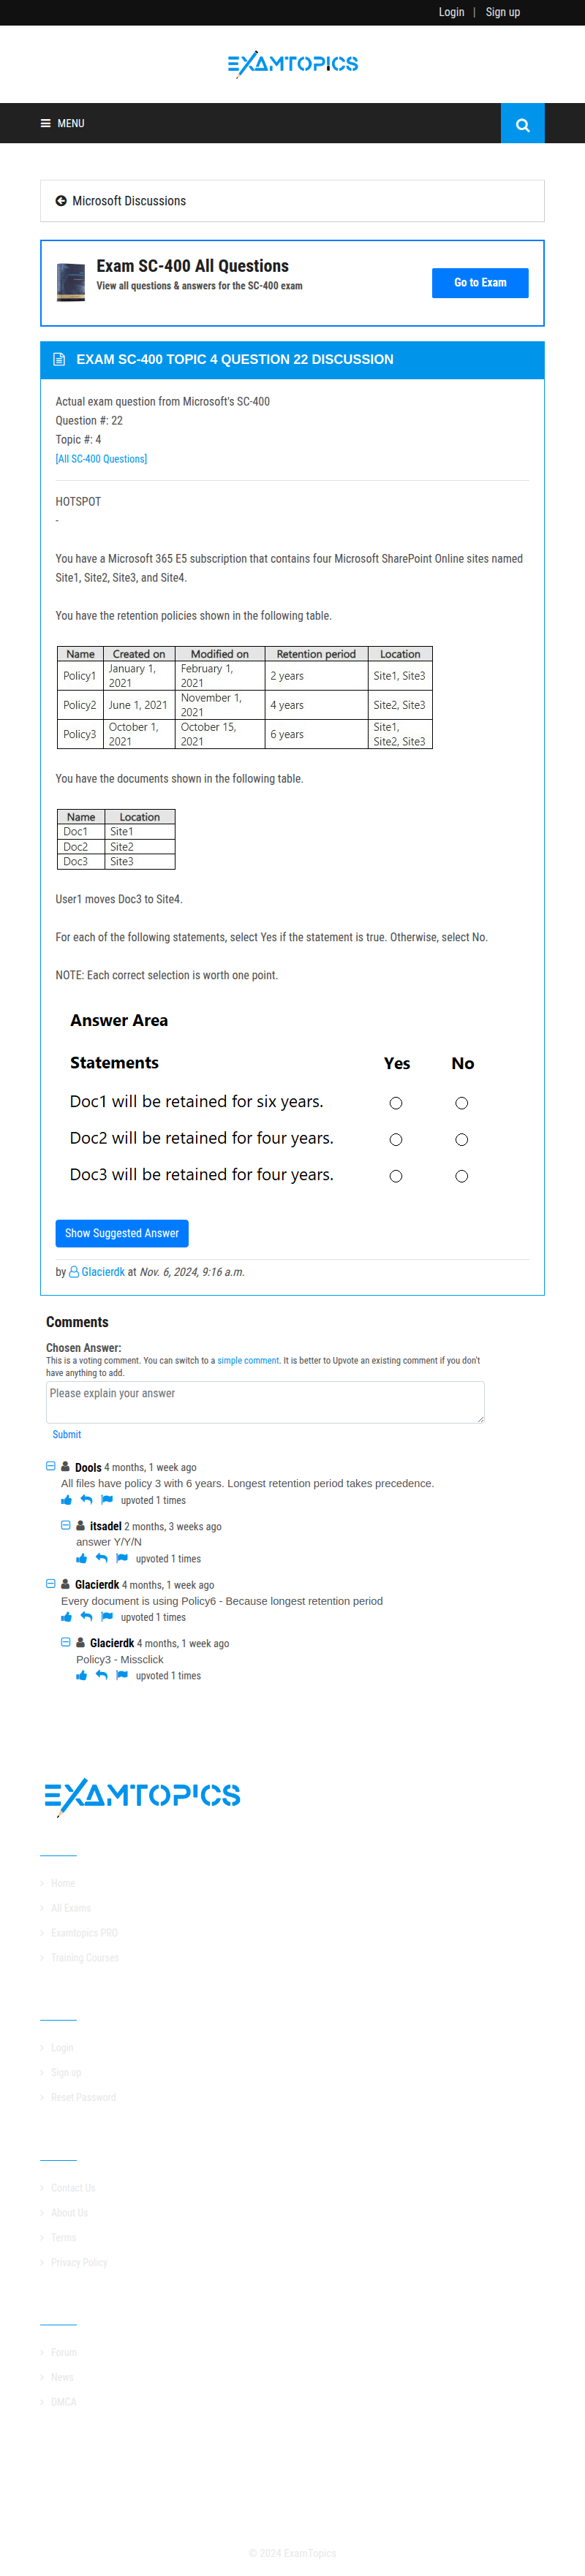 Login | Sign up
EXAMTOPICS
MENU
Microsoft Discussions
Exam SC-400 All Questions
View all questions & answers for the SC-400 exam
Go to Exam
EXAM SC-400 TOPIC 4 QUESTION 22 DISCUSSION
Actual exam question from Microsoft's SC-400
Question #: 22
Topic #: 4
[All SC-400 Questions]
HOTSPOT
-
You have a Microsoft 365 E5 subscription that contains four Microsoft SharePoint Online sites named
Site1, Site2, Site3, and Site4.
You have the retention policies shown in the following table.
Name Created on Modified on Retention period Location
Policy1 January 1, 2021 February 1, 2021 2 years Site1, Site3
Policy2 June 1, 2021 November 1, 2021 4 years Site2, Site3
Policy3 October 1, 2021 October 15, 2021 6 years Site1, Site2, Site3
You have the documents shown in the following table.
Name Location
Doc1 Site1
Doc2 Site2
Doc3 Site3
User1 moves Doc3 to Site4.
For each of the following statements, select Yes if the statement is true. Otherwise, select No.
NOTE: Each correct selection is worth one point.
Answer Area
Statements Yes No
Doc1 will be retained for six years.
Doc2 will be retained for four years.
Doc3 will be retained for four years.
Show Suggested Answer
by Glacierdk at Nov. 6, 2024, 9:16 a.m.
Comments
Chosen Answer:
This is a voting comment. You can switch to a simple comment. It is better to Upvote an existing comment if you don't
have anything to add.
Please explain your answer
Submit
Dools 4 months, 1 week ago
All files have policy 3 with 6 years. Longest retention period takes precedence.
upvoted 1 times
itsadel 2 months, 3 weeks ago
answer Y/Y/N
upvoted 1 times
Glacierdk 4 months, 1 week ago
Every document is using Policy6 - Because longest retention period
upvoted 1 times
Glacierdk 4 months, 1 week ago
Policy3 - Missclick
upvoted 1 times
EXAMTOPICS
Home
All Exams
Examtopics PRO
Training Courses
Login
Sign up
Reset Password
Contact Us
About Us
Terms
Privacy Policy
Forum
News
DMCA
© 2024 ExamTopics